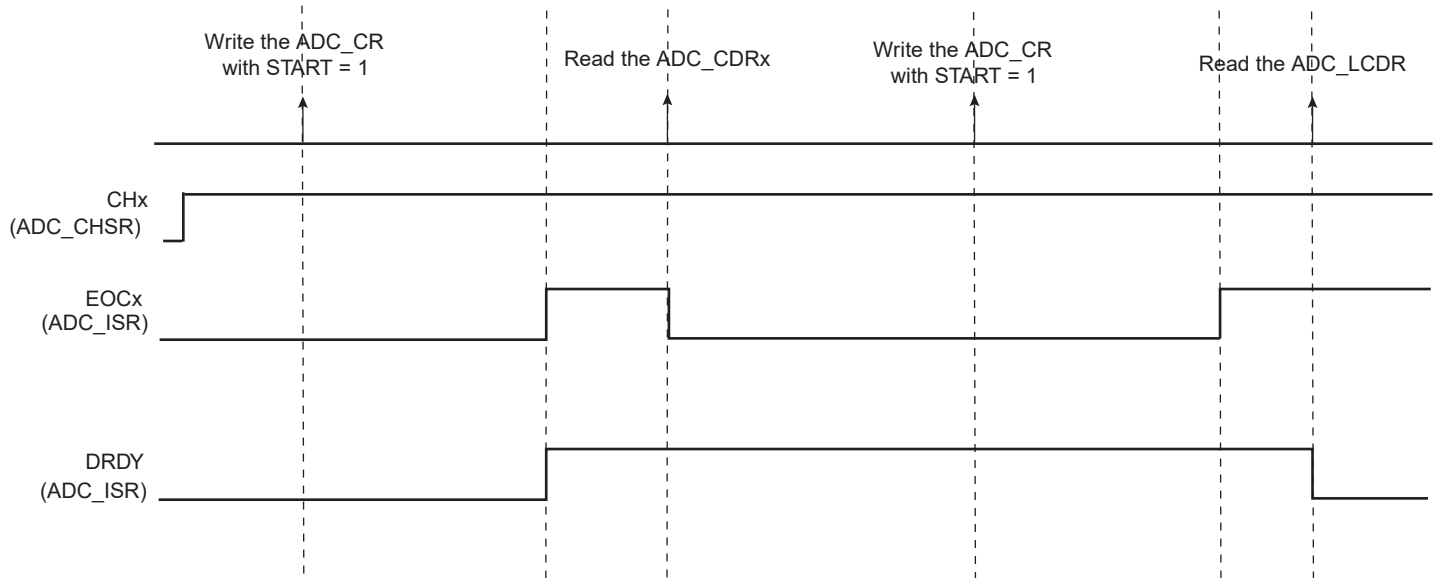 Write the ADC_CR
with START = 1
Read the ADC_CDRx
Write the ADC_CR
with START = 1
Read the ADC_LCDR
CHx
(ADC_CHSR)
EOCx
(ADC_ISR)
DRDY
(ADC_ISR)